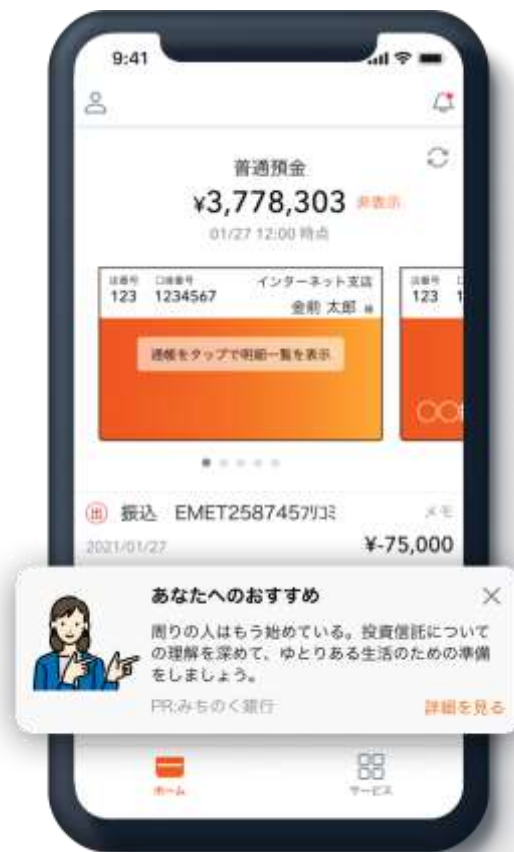 9:41
普通預金
¥3,778,303 非表示
01/27 12:00 時点
店番号 口座番号 インターネット支店
123 1234567
金前 太郎 様
通帳をタップで明細一覧を表示
店番号
123 1
出 振込 EMET258745フリコミ メモ
2021/01/27 ¥-75,000
あなたへのおすすめ
周りの人はもう始めている。投資信託について
の理解を深めて、ゆとりある生活のための準備
をしましょう。
PR:みちのく銀行 詳細を見る
ホーム サービス